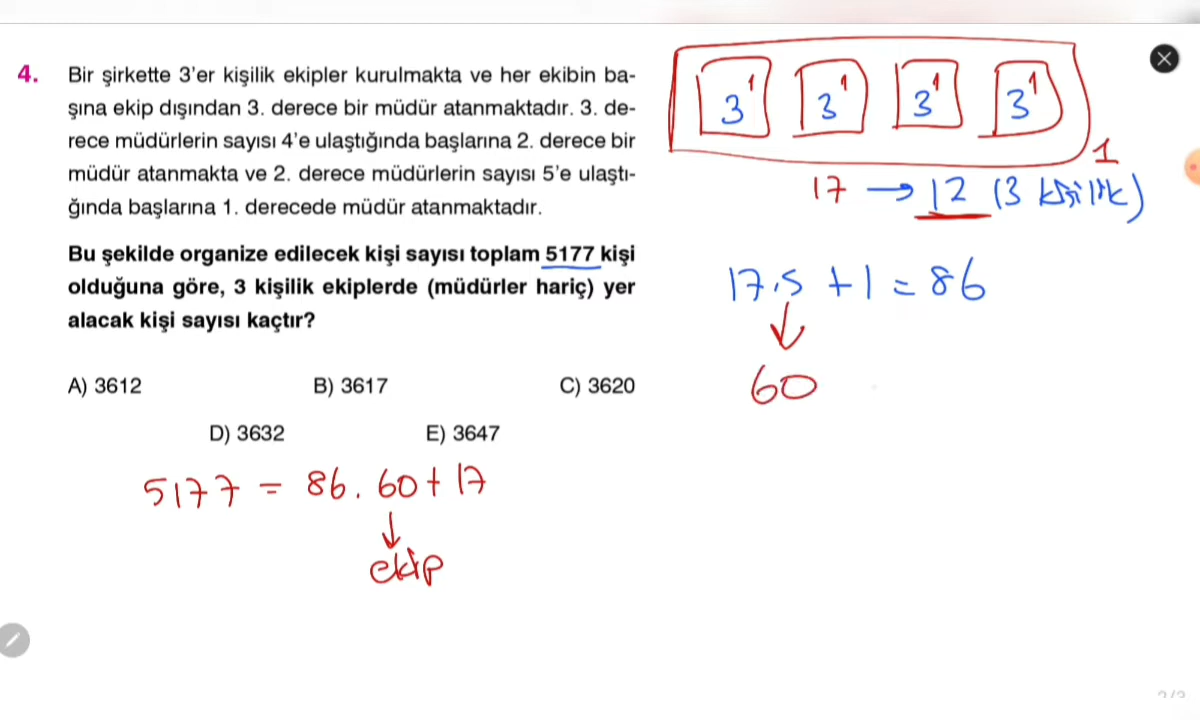 4. Bir şirkette 3'er kişilik ekipler kurulmakta ve her ekibin ba-
şına ekip dışından 3. derece bir müdür atanmaktadır. 3. de-
rece müdürlerin sayısı 4'e ulaştığında başlarına 2. derece bir
müdür atanmakta ve 2. derece müdürlerin sayısı 5'e ulaştı-
ğında başlarına 1. derecede müdür atanmaktadır.
Bu şekilde organize edilecek kişi sayısı toplam 5177 kişi
olduğuna göre, 3 kişilik ekiplerde (müdürler hariç) yer
alacak kişi sayısı kaçtır?
A) 3612 B) 3617 C) 3620
D) 3632 E) 3647
5177 = 86.60+17
ekip
3 1 3 1 3 1 3 1
1
17 → 12 (3 kişilik)
17.5 + 1 = 86
60